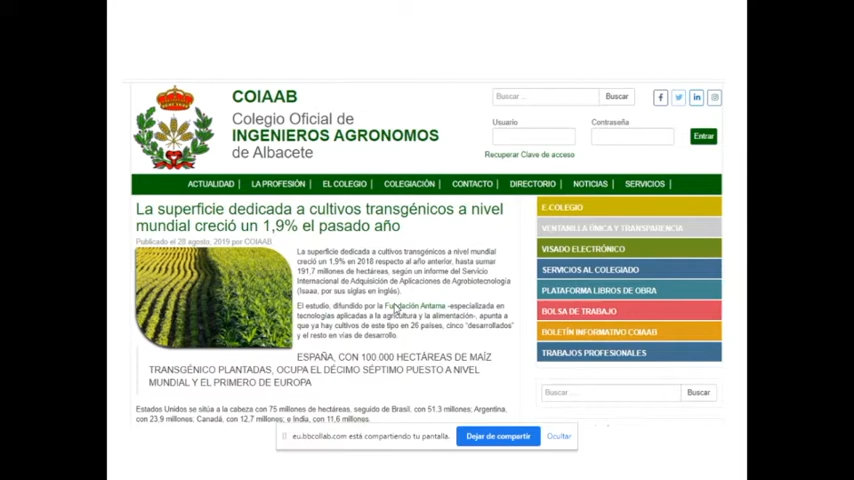 COIAAB
Colegio Oficial de
INGENIEROS AGRONOMOS
de Albacete
Buscar ...
Buscar
Usuario
Contraseña
Entrar
Recuperar Clave de acceso
ACTUALIDAD | LA PROFESIÓN | EL COLEGIO | COLEGIACIÓN | CONTACTO | DIRECTORIO | NOTICIAS | SERVICIOS |
La superficie dedicada a cultivos transgénicos a nivel
mundial creció un 1,9% el pasado año
Publicado el 28 agosto, 2019 por COIAAB
La superficie dedicada a cultivos transgénicos a nivel mundial
creció un 1,9% en 2018 respecto al año anterior, hasta sumar
191,7 millones de hectáreas, según un informe del Servicio
Internacional de Adquisición de Aplicaciones de Agrobiotecnología
(Isaaa, por sus siglas en inglés).
El estudio, difundido por la Fundación Antama -especializada en
tecnologías aplicadas a la agricultura y la alimentación-, apunta a
que ya hay cultivos de este tipo en 26 países, cinco "desarrollados"
y el resto en vías de desarrollo.
ESPAÑA, CON 100.000 HECTÁREAS DE MAÍZ
TRANSGÉNICO PLANTADAS, OCUPA EL DÉCIMO SÉPTIMO PUESTO A NIVEL
MUNDIAL Y EL PRIMERO DE EUROPA
Estados Unidos se sitúa a la cabeza con 75 millones de hectáreas, seguido de Brasil, con 51,3 millones; Argentina,
con 23,9 millones, Canadá, con 12,7 millones; e India, con 11,6 millones.
E-COLEGIO
VENTANILLA ÚNICA Y TRANSPARENCIA
VISADO ELECTRÓNICO
SERVICIOS AL COLEGIADO
PLATAFORMA LIBROS DE OBRA
BOLSA DE TRABAJO
BOLETÍN INFORMATIVO COIAAB
TRABAJOS PROFESIONALES
Buscar ...
Buscar
eu.bbcollab.com está compartiendo tu pantalla.
Dejar de compartir
Ocultar